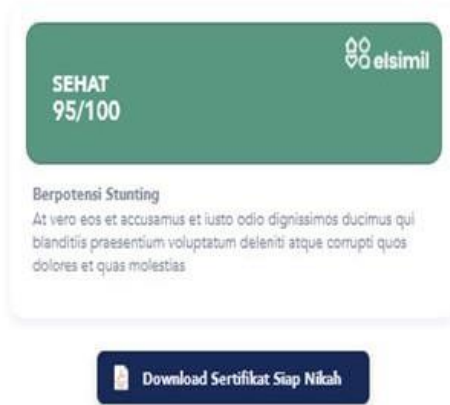 elsimil
SEHAT
95/100
Berpotensi Stunting
At vero eos et accusamus et iusto odio dignissimos ducimus qui
blanditiis praesentium voluptatum deleniti atque corrupti quos
dolores et quas molestias
Download Sertifikat Siap Nikah